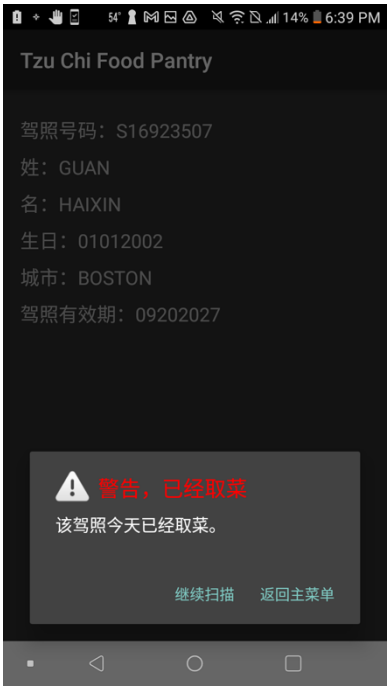 54° 14% 6:39 PM
Tzu Chi Food Pantry
驾照号码：S16923507
姓：GUAN
名：HAIXIN
生日：01012002
城市：BOSTON
驾照有效期：09202027
警告，已经取菜
该驾照今天已经取菜。
继续扫描 返回主菜单